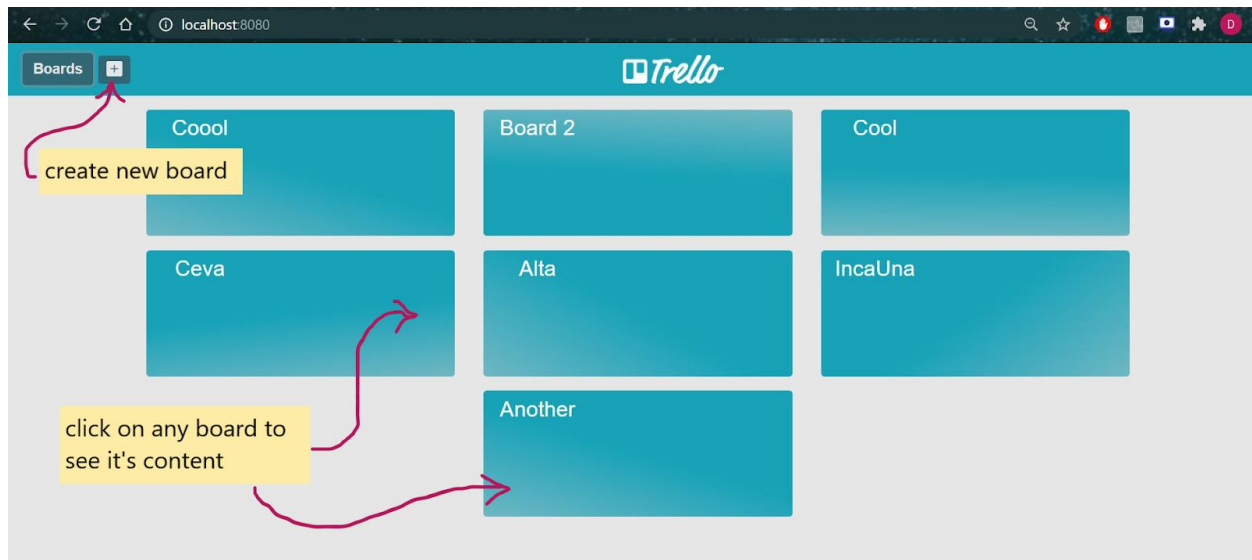 localhost:8080
D
Boards
Trello
Coool
Board 2
Cool
create new board
Ceva
Alta
IncaUna
Another
click on any board to
see it's content